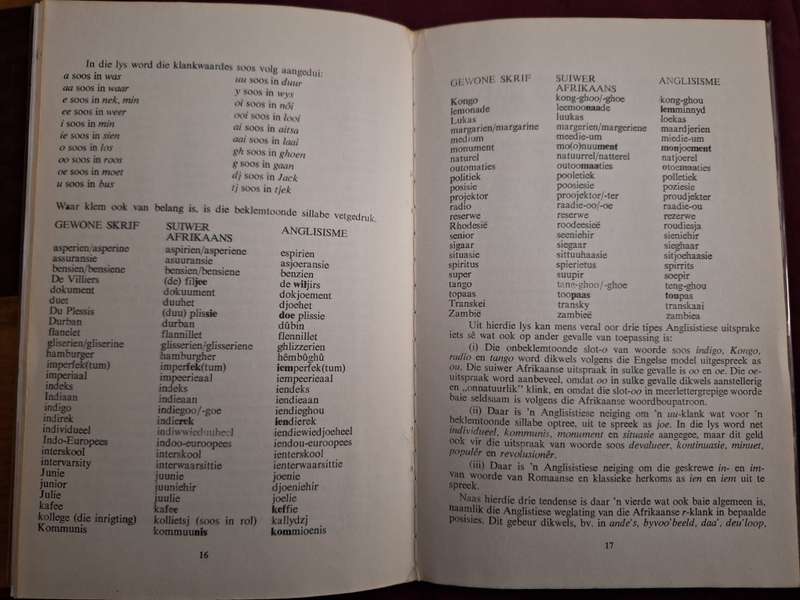 In die lys word die klankwaardes soos volg aangedui:
a soos in was uu soos in duur
aa soos in waar y soos in wys
e soos in nek, min oi soos in nôi
ee soos in weer ooi soos in looi
i soos in min ai soos in aitsa
ie soos in sien aai soos in laai
o soos in los gh soos in ghoen
oo soos in roos g soos in gaan
oe soos in moet dj soos in Jack
u soos in bus tj soos in tjek
Waar klem ook van belang is, is die beklemtoonde sillabe vetgedruk.
GEWONE SKRIF SUIWER AFRIKAANS ANGLISISME
asperien/asperine aspirien/asperiene espirien
assuransie asuuransie asjoeransie
bensien/bensiene bensien/bensiene benzien
De Villiers (de) filjee de wiljirs
dokument dokuument dokjoement
duet duuhet djoehet
Du Plessis (duu) plissie doe plissie
Durban durban dûbin
flanelet flannillet flennillet
gliserien/gliserine glisserien/glisseriene ghlizzerien
hamburger hamburgher hêmbûghû
imperfek(tum) imperfek(tum) iemperfek(tum)
imperiaal impeerieaal iempeerieaal
indeks indeks iendeks
Indiaan indieaan iendieaan
indigo indiegoo/-goe iendieghou
indirek indierek iendierek
individueel indiwwieduuheel iendiewiedjoeheel
Indo-Europees indoo-euroopees iendou-euroopees
interskool interskool ienterskool
intervarsity interwaarsittie ienterwaarsittie
Junie juunie joenie
junior juuniehir djoeniehir
Julie juulie joelie
kafee kafee keffie
kollege (die inrigting) kollietsj (soos in rol) kallydzj
Kommunis kommuunis kommioenis
16
GEWONE SKRIF SUIWER AFRIKAANS ANGLISISME
Kongo kong-ghoo/-ghoe kong-ghou
lemonade leemoonaade lemminnyd
Lukas luukas loekas
margarien/margarine margerien/margeriene maardjerien
medium meedie-um miedie-um
monument mo(o)nuument monjoement
naturel natuurrel/natterel natjoerel
outomaties outoomaaties otoemaaties
politiek pooletiek polletiek
posisie poosiesie poziesie
projektor proojektor/-ter proudjekter
radio raadie-oo/-oe raadie-ou
reserwe reserwe rezerwe
Rhodesië roodeesieë roudiesja
senior seeniehir sieniehir
sigaar siegaar sieghaar
situasie sittuuhaasie sitjoehaasie
spiritus spierietus spirrits
super suupir soepir
tango tang-ghoo/-ghoe teng-ghou
topaas toopaas toupas
Transkei transky transkaai
Zambië zambieë zambiea
Uit hierdie lys kan mens veral oor drie tipes Anglisistiese uitsprake
iets sê wat ook op ander gevalle van toepassing is:
(i) Die onbeklemtoonde slot-o van woorde soos indigo, Kongo,
radio en tango word dikwels volgens die Engelse model uitgespreek as
ou. Die suiwer Afrikaanse uitspraak in sulke gevalle is oo en oe. Die oe-
uitspraak word aanbeveel, omdat oo in sulke gevalle dikwels aanstellerig
en „onnatuurlik” klink, en omdat die slot-oo in meerlettergrepige woorde
baie seldsaam is volgens die Afrikaanse woordboupatroon.
(ii) Daar is 'n Anglisistiese neiging om 'n uu-klank wat voor 'n
beklemtoonde sillabe optree, uit te spreek as joe. In die lys word net
individueel, kommunis, monument en situasie aangegee, maar dit geld
ook vir die uitspraak van woorde soos devalueer, kontinuasie, minuet,
populêr en revolusionêr.
(iii) Daar is 'n Anglisistiese neiging om die geskrewe in- en im-
van woorde van Romaanse en klassieke herkoms as ien en iem uit te
spreek.
Naas hierdie drie tendense is daar 'n vierde wat ook baie algemeen is,
naamlik die Anglistiese weglating van die Afrikaanse r-klank in bepaalde
posisies. Dit gebeur dikwels, bv. in ande's, byvoo'beeld, daa', deu'loop,
17